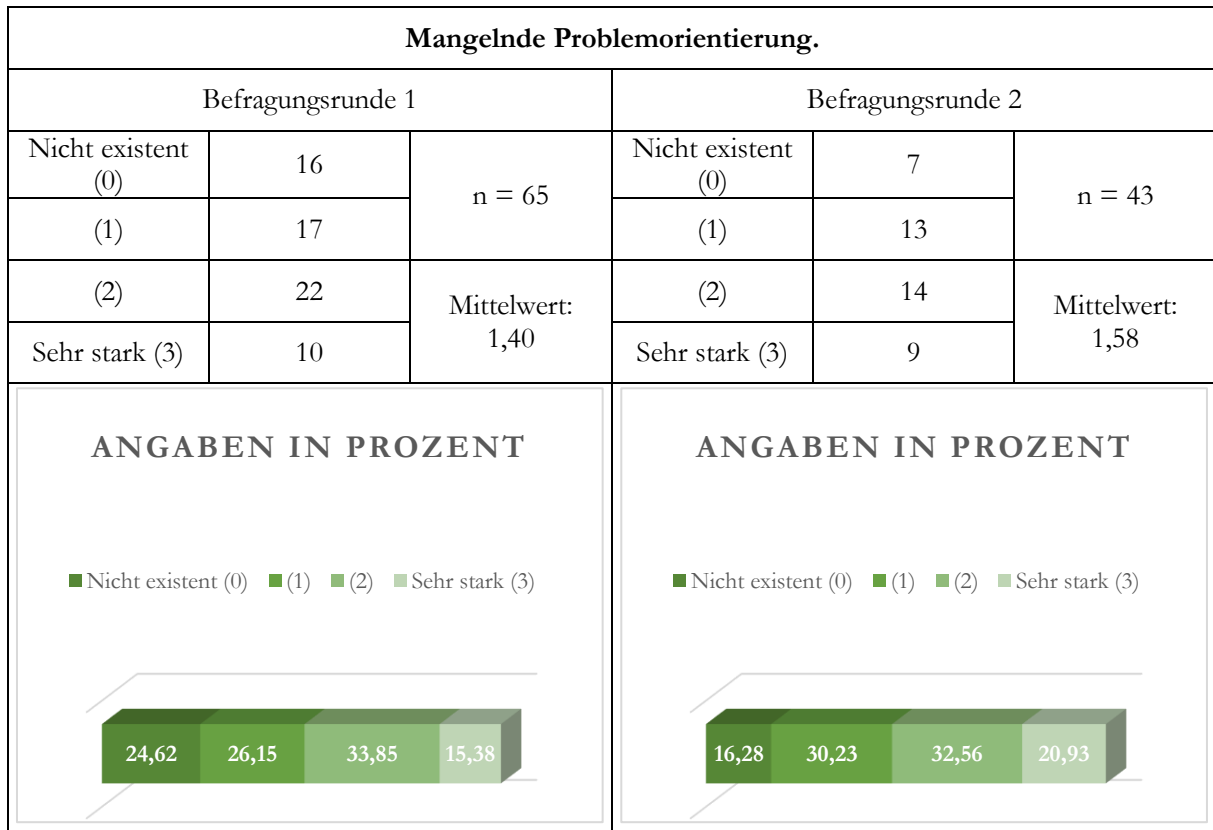 Mangelnde Problemorientierung.
Befragungsrunde 1
Befragungsrunde 2
Nicht existent
(0)
16
n = 65
Nicht existent
(0)
7
n = 43
(1)
17
(1)
13
(2)
22
Mittelwert:
1,40
(2)
14
Mittelwert:
1,58
Sehr stark (3)
10
Sehr stark (3)
9
ANGABEN IN PROZENT
Nicht existent (0) (1) (2) Sehr stark (3)
24,62 26,15 33,85 15,38
ANGABEN IN PROZENT
Nicht existent (0) (1) (2) Sehr stark (3)
16,28 30,23 32,56 20,93